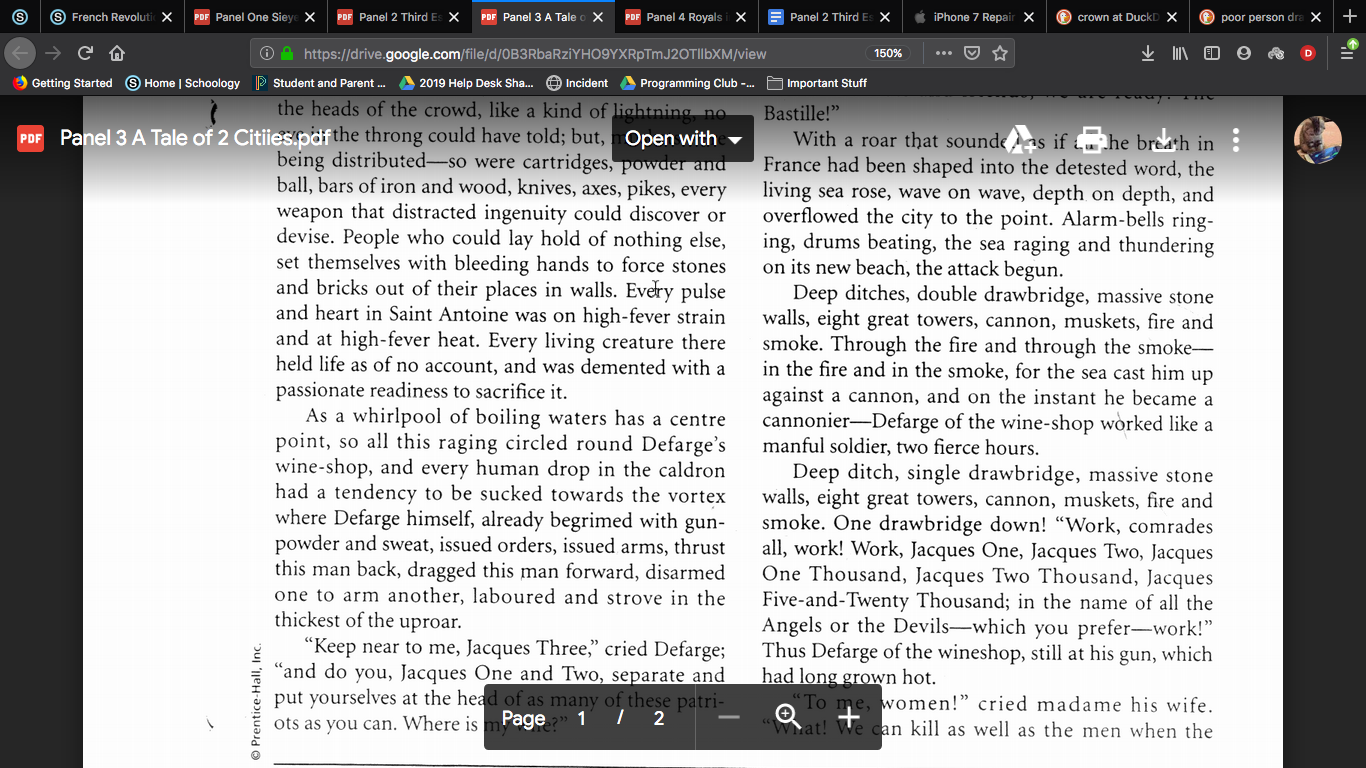 French Revoluti
Panel One Sieye
Panel 2 Third Es
Panel 3 A Tale o
Panel 4 Royals i
Panel 2 Third Es
iPhone 7 Repair
crown at DuckD
poor person dra
https://drive.google.com/file/d/0B3RbaRziYHO9YXRpTmJ2OTllbXM/view
150%
D
Getting Started
Home | Schoology
Student and Parent ...
2019 Help Desk Sha...
Incident
Programming Club -...
Important Stuff
PDF
Panel 3 A Tale of 2 Citiies.pdf
Open with
the heads of the crowd, like a kind of lightning, no
in the throng could have told; but,
being distributed—so were cartridges, powder and
ball, bars of iron and wood, knives, axes, pikes, every
weapon that distracted ingenuity could discover or
devise. People who could lay hold of nothing else,
set themselves with bleeding hands to force stones
and bricks out of their places in walls. Every pulse
and heart in Saint Antoine was on high-fever strain
and at high-fever heat. Every living creature there
held life as of no account, and was demented with a
passionate readiness to sacrifice it.
As a whirlpool of boiling waters has a centre
point, so all this raging circled round Defarge's
wine-shop, and every human drop in the caldron
had a tendency to be sucked towards the vortex
where Defarge himself, already begrimed with gun-
powder and sweat, issued orders, issued arms, thrust
this man back, dragged this man forward, disarmed
one to arm another, laboured and strove in the
thickest of the uproar.
"Keep near to me, Jacques Three," cried Defarge;
"and do you, Jacques One and Two, separate and
put yourselves at the head of as many of these patri-
ots as you can. Where is my wife?"
© Prentice-Hall, Inc.
we are ready! The
Bastille!"
With a roar that sounded as if all the breath in
France had been shaped into the detested word, the
living sea rose, wave on wave, depth on depth, and
overflowed the city to the point. Alarm-bells ring-
ing, drums beating, the sea raging and thundering
on its new beach, the attack begun.
Deep ditches, double drawbridge, massive stone
walls, eight great towers, cannon, muskets, fire and
smoke. Through the fire and through the smoke—
in the fire and in the smoke, for the sea cast him up
against a cannon, and on the instant he became a
cannonier—Defarge of the wine-shop worked like a
manful soldier, two fierce hours.
Deep ditch, single drawbridge, massive stone
walls, eight great towers, cannon, muskets, fire and
smoke. One drawbridge down! "Work, comrades
all, work! Work, Jacques One, Jacques Two, Jacques
One Thousand, Jacques Two Thousand, Jacques
Five-and-Twenty Thousand; in the name of all the
Angels or the Devils—which you prefer—work!"
Thus Defarge of the wineshop, still at his gun, which
had long grown hot.
"To me, women!" cried madame his wife.
"What! We can kill as well as the men when the
Page 1 / 2